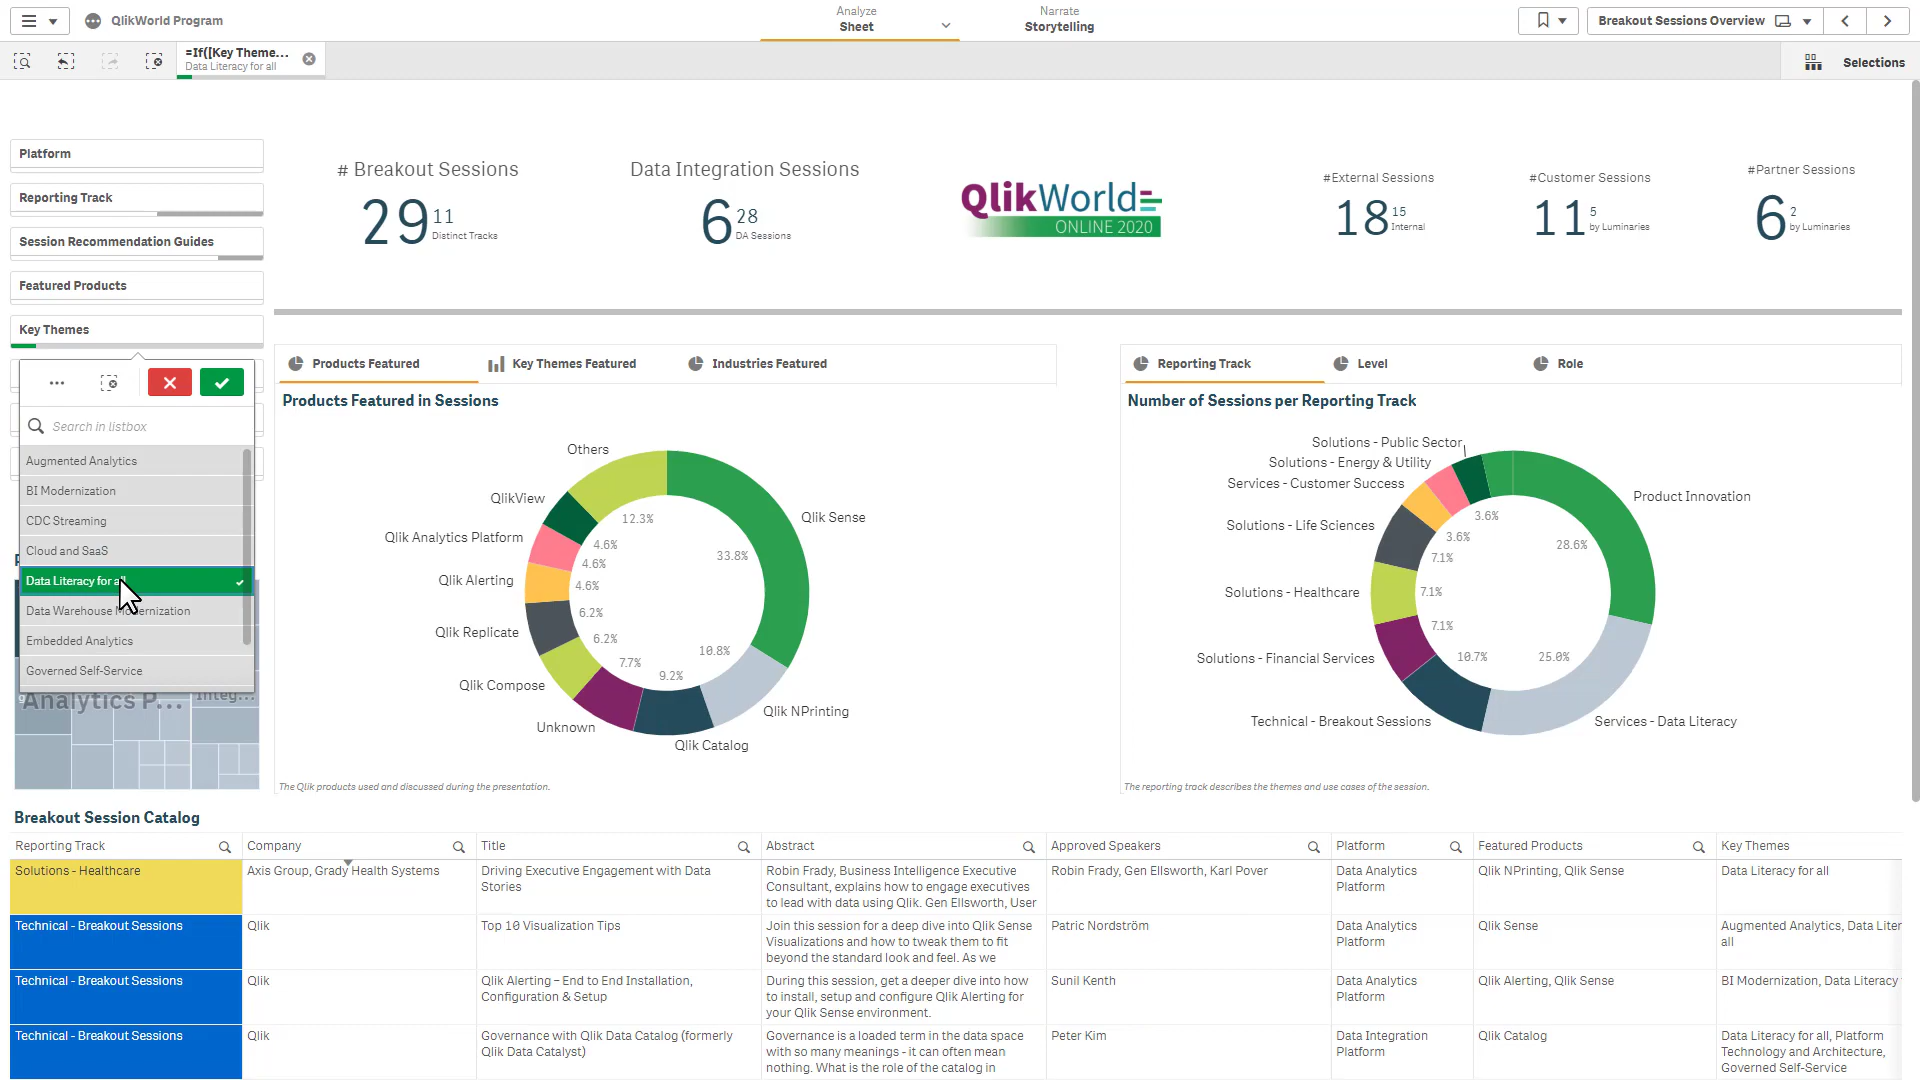 QlikWorld Program
Analyze
Sheet
Narrate
Storytelling
Breakout Sessions Overview
=If([Key Theme...
Data Literacy for all
Selections
Platform
Reporting Track
Session Recommendation Guides
Featured Products
Key Themes
# Breakout Sessions
29 11
Distinct Tracks
Data Integration Sessions
6 28
DA Sessions
QlikWorld
ONLINE 2020
#External Sessions
18 15
Internal
#Customer Sessions
11 5
by Luminaries
#Partner Sessions
6 2
by Luminaries
Search in listbox
Augmented Analytics
BI Modernization
CDC Streaming
Cloud and SaaS
Data Literacy for all
Data Warehouse Modernization
Embedded Analytics
Governed Self-Service
Analytics P...
Integ...
Products Featured
Key Themes Featured
Industries Featured
Products Featured in Sessions
Others
QlikView
Qlik Analytics Platform
Qlik Alerting
Qlik Replicate
Qlik Compose
Unknown
Qlik Catalog
Qlik NPrinting
Qlik Sense
12.3%
4.6%
4.6%
4.6%
6.2%
6.2%
7.7%
9.2%
10.8%
33.8%
The Qlik products used and discussed during the presentation.
Reporting Track
Level
Role
Number of Sessions per Reporting Track
Solutions - Public Sector
Solutions - Energy & Utility
Services - Customer Success
Solutions - Life Sciences
Solutions - Healthcare
Solutions - Financial Services
Technical - Breakout Sessions
Services - Data Literacy
Product Innovation
3.6%
3.6%
7.1%
7.1%
7.1%
10.7%
25.0%
28.6%
The reporting track describes the themes and use cases of the session.
Breakout Session Catalog
Reporting Track Company Title Abstract Approved Speakers Platform Featured Products Key Themes
Solutions - Healthcare
Axis Group, Grady Health Systems
Driving Executive Engagement with Data
Stories
Robin Frady, Business Intelligence Executive
Consultant, explains how to engage executives
to lead with data using Qlik. Gen Ellsworth, User
Robin Frady, Gen Ellsworth, Karl Pover
Data Analytics
Platform
Qlik NPrinting, Qlik Sense
Data Literacy for all
Technical - Breakout Sessions
Qlik
Top 10 Visualization Tips
Join this session for a deep dive into Qlik Sense
Visualizations and how to tweak them to fit
beyond the standard look and feel. As we
Patric Nordström
Data Analytics
Platform
Qlik Sense
Augmented Analytics, Data Liter
all
Technical - Breakout Sessions
Qlik
Qlik Alerting – End to End Installation,
Configuration & Setup
During this session, get a deeper dive into how
to install, setup and configure Qlik Alerting for
your Qlik Sense environment.
Sunil Kenth
Data Analytics
Platform
Qlik Alerting, Qlik Sense
BI Modernization, Data Literacy
Technical - Breakout Sessions
Qlik
Governance with Qlik Data Catalog (formerly
Qlik Data Catalyst)
Governance is a loaded term in the data space
with so many meanings - it can often mean
nothing. What is the role of the catalog in
Peter Kim
Data Integration
Platform
Qlik Catalog
Data Literacy for all, Platform
Technology and Architecture,
Governed Self-Service